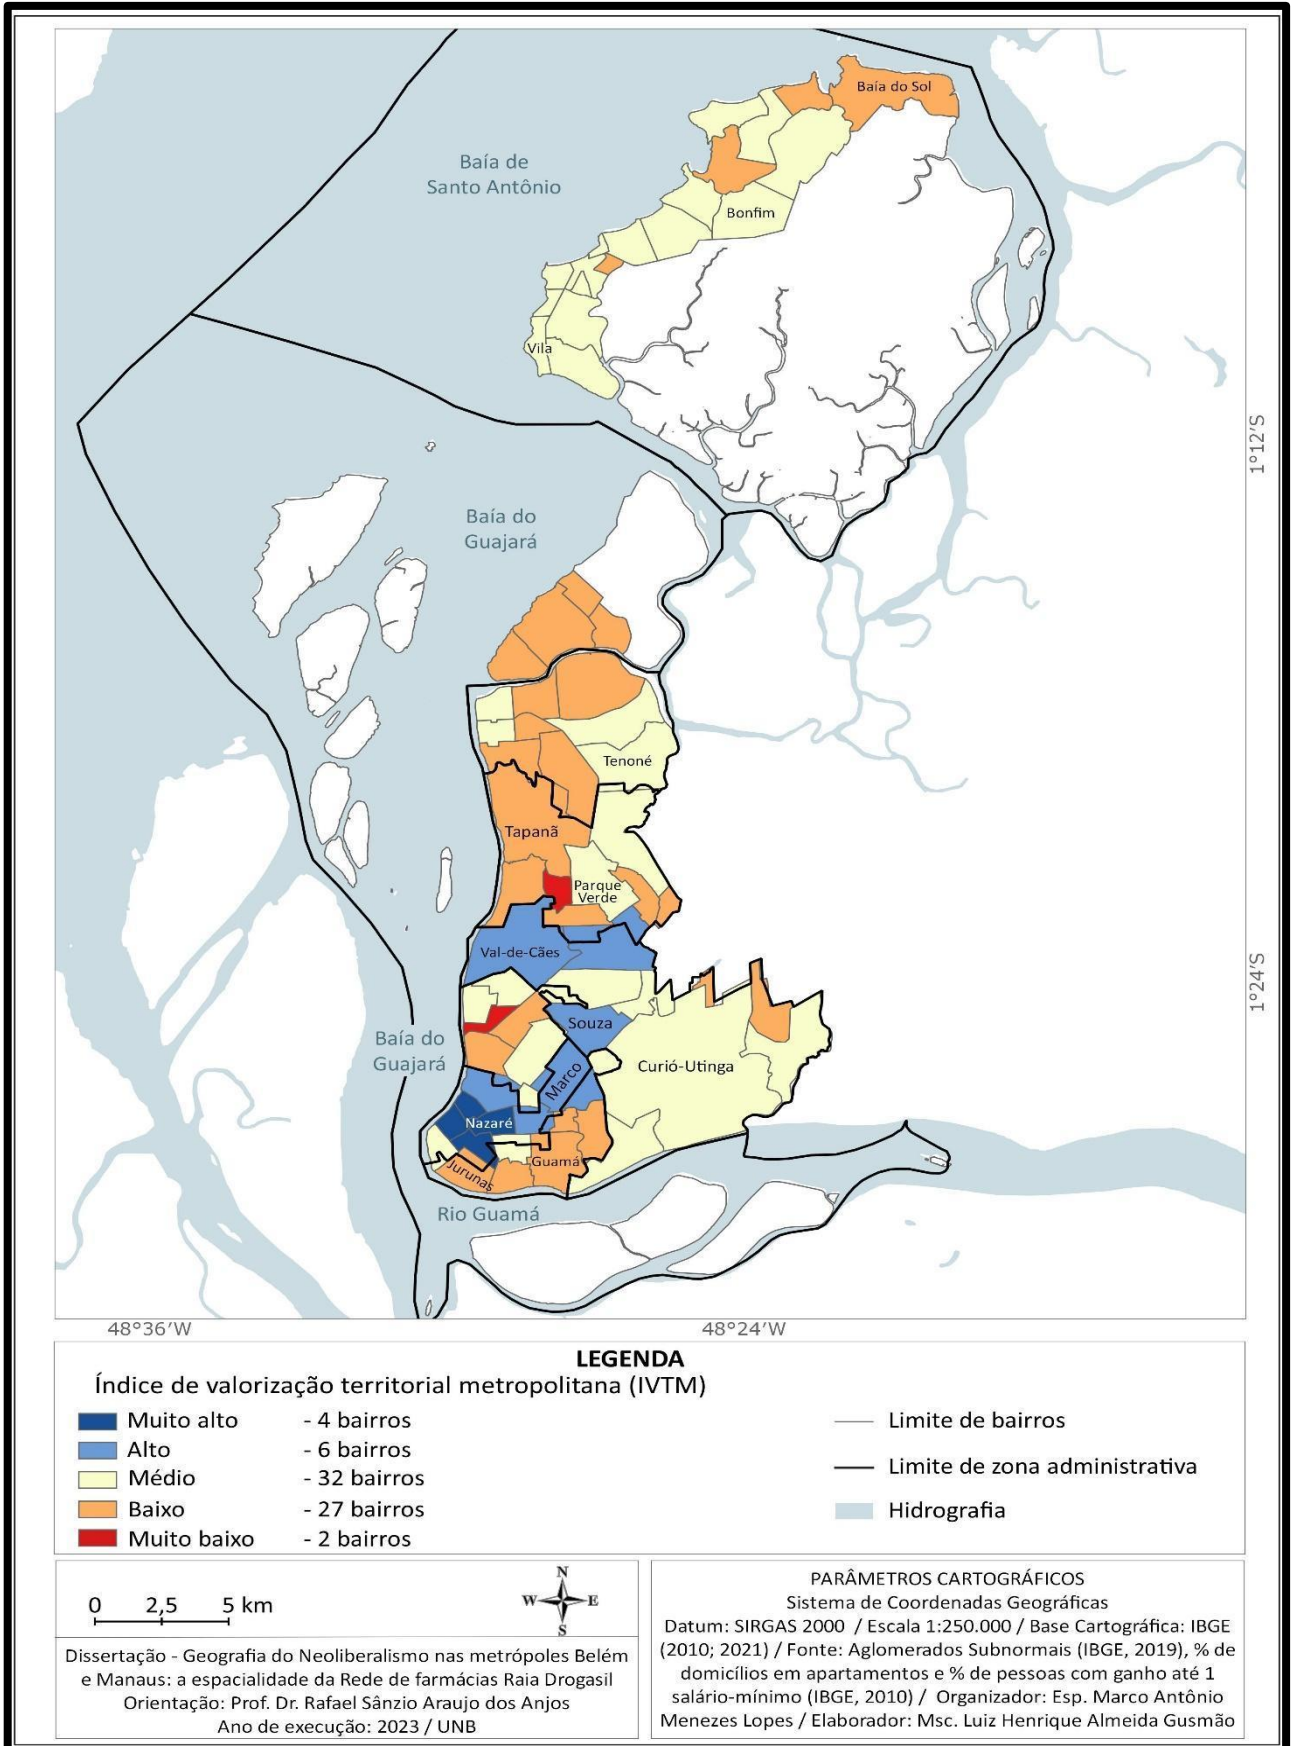 Baía do Sol
Baía de
Santo Antônio
Bonfim
Vila
1°12'S
Baía do
Guajará
Tenoné
Tapanã
Parque
Verde
Val-de-Cães
1°24'S
Souza
Baía do
Guajará
Curió-Utinga
Marco
Nazaré
Guamá
Jurunas
Rio Guamá
48°36'W
48°24'W
LEGENDA
Índice de valorização territorial metropolitana (IVTM)
Muito alto - 4 bairros
Alto - 6 bairros
Médio - 32 bairros
Baixo - 27 bairros
Muito baixo - 2 bairros
Limite de bairros
Limite de zona administrativa
Hidrografia
0 2,5 5 km
N
W E
S
Dissertação - Geografia do Neoliberalismo nas metrópoles Belém
e Manaus: a espacialidade da Rede de farmácias Raia Drogasil
Orientação: Prof. Dr. Rafael Sânzio Araujo dos Anjos
Ano de execução: 2023 / UNB
PARÂMETROS CARTOGRÁFICOS
Sistema de Coordenadas Geográficas
Datum: SIRGAS 2000 / Escala 1:250.000 / Base Cartográfica: IBGE
(2010; 2021) / Fonte: Aglomerados Subnormais (IBGE, 2019), % de
domicílios em apartamentos e % de pessoas com ganho até 1
salário-mínimo (IBGE, 2010) / Organizador: Esp. Marco Antônio
Menezes Lopes / Elaborador: Msc. Luiz Henrique Almeida Gusmão